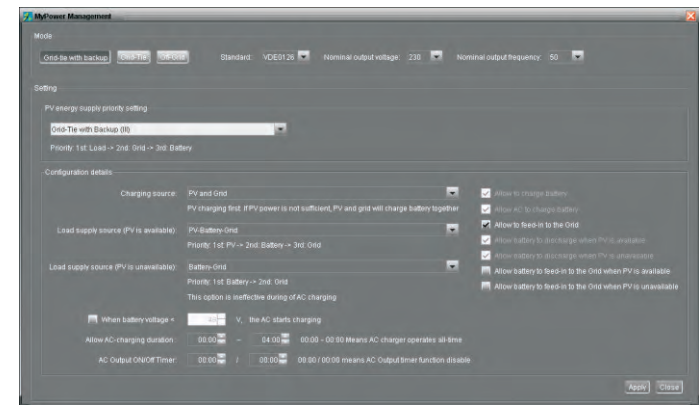 MyPower Management
Mode
Grid-tie with backup Grid-Tie Off-Grid Standard: VDE0126 Nominal output voltage: 230 Nominal output frequency: 50
Setting
PV energy supply priority setting
Grid-Tie with Backup (III)
Priority: 1st: Load -> 2nd: Grid -> 3rd: Battery
Configuration details
Charging source: PV and Grid
PV charging first. If PV power is not sufficient, PV and grid will charge battery together
Load supply source (PV is available): PV-Battery-Grid
Priority: 1st: PV-> 2nd: Battery-> 3rd: Grid
Load supply source (PV is unavailable): Battery-Grid
Priority: 1st: Battery-> 2nd: Grid
This option is ineffective during of AC charging
Allow to charge battery
Allow AC to charge battery
Allow to feed-in to the Grid
Allow battery to discharge when PV is available
Allow battery to discharge when PV is unavailable
Allow battery to feed-in to the Grid when PV is available
Allow battery to feed-in to the Grid when PV is unavailable
When battery voltage < V, the AC starts charging
Allow AC-charging duration: 00:00 – 04:00 00:00 – 00:00 Means AC charger operates all-time
AC Output ON/Off Timer: 00:00 / 00:00 00:00 / 00:00 means AC Output timer function disable
Apply Close